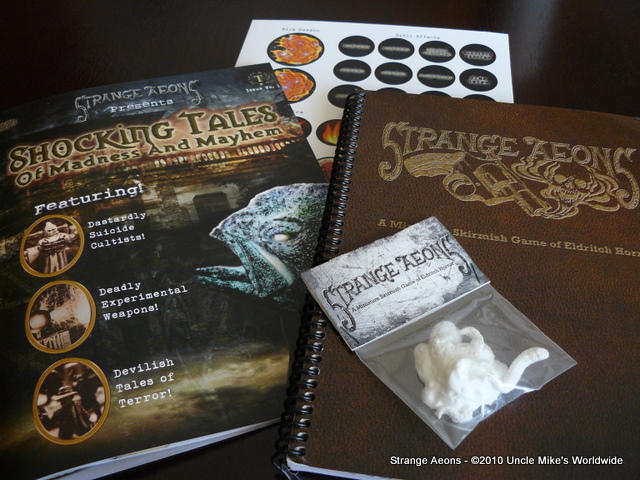 STRANGE AEONS
Presents
Issue No. 1
SHOCKING TALES
Of Madness And Mayhem
Featuring!
Dastardly
Suicide
Cultists!
Deadly
Experimental
Weapons!
Devilish
Tales of
Terror!
Spell Effects
STRANGE AEONS
A Miniature Skirmish Game of Eldritch Horror
STRANGE AEONS
A Miniature Skirmish Game of Eldritch Horror
Strange Aeons - ©2010 Uncle Mike's Worldwide